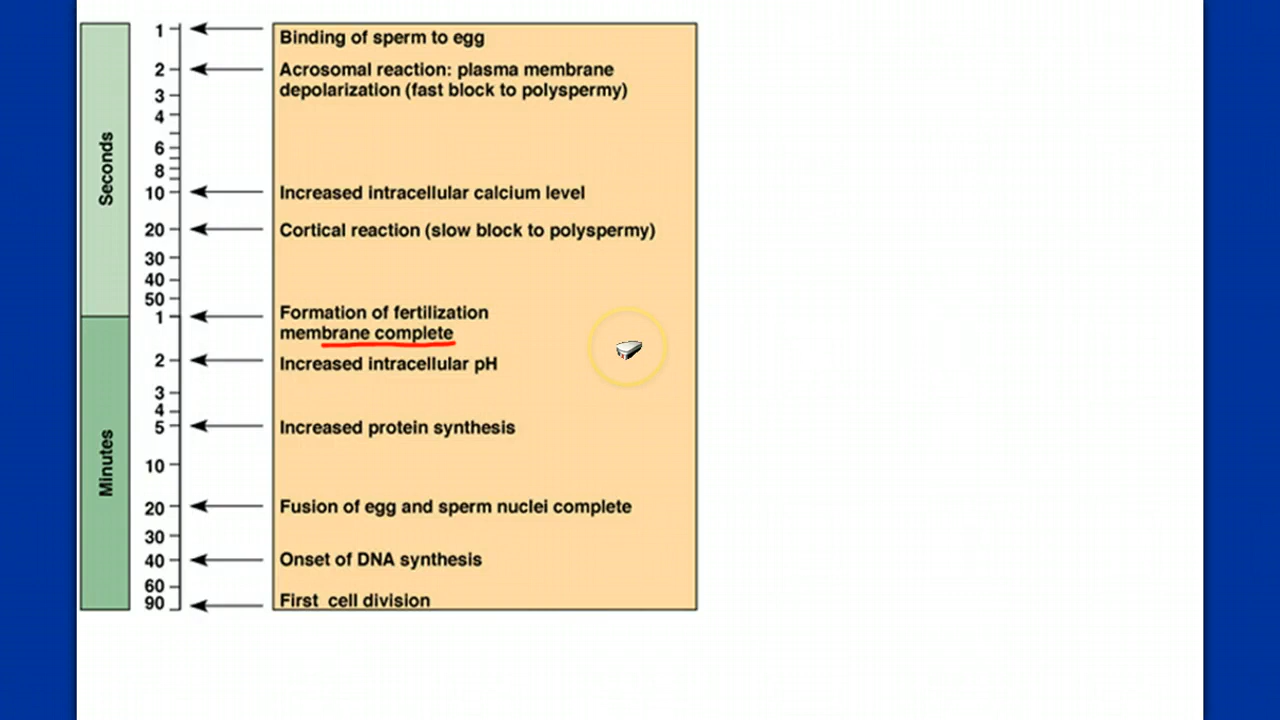 Seconds
1
2
3
4
6
8
10
20
30
40
50
Minutes
1
2
3
4
5
10
20
30
40
60
90
Binding of sperm to egg
Acrosomal reaction: plasma membrane
depolarization (fast block to polyspermy)
Increased intracellular calcium level
Cortical reaction (slow block to polyspermy)
Formation of fertilization
membrane complete
Increased intracellular pH
Increased protein synthesis
Fusion of egg and sperm nuclei complete
Onset of DNA synthesis
First cell division